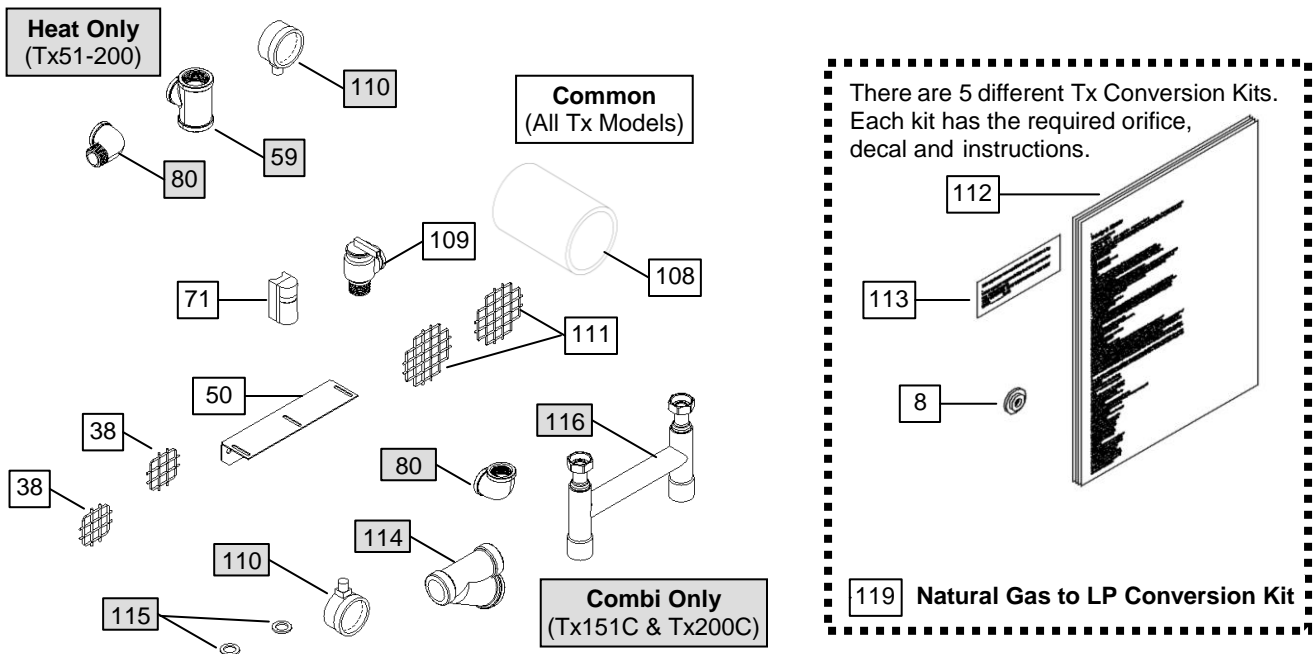 Heat Only
(Tx51-200)
110
59
80
Common
(All Tx Models)
109
108
71
111
50
38
38
116
80
114
110
115
Combi Only
(Tx151C & Tx200C)
There are 5 different Tx Conversion Kits.
Each kit has the required orifice,
decal and instructions.
112
113
8
119 Natural Gas to LP Conversion Kit